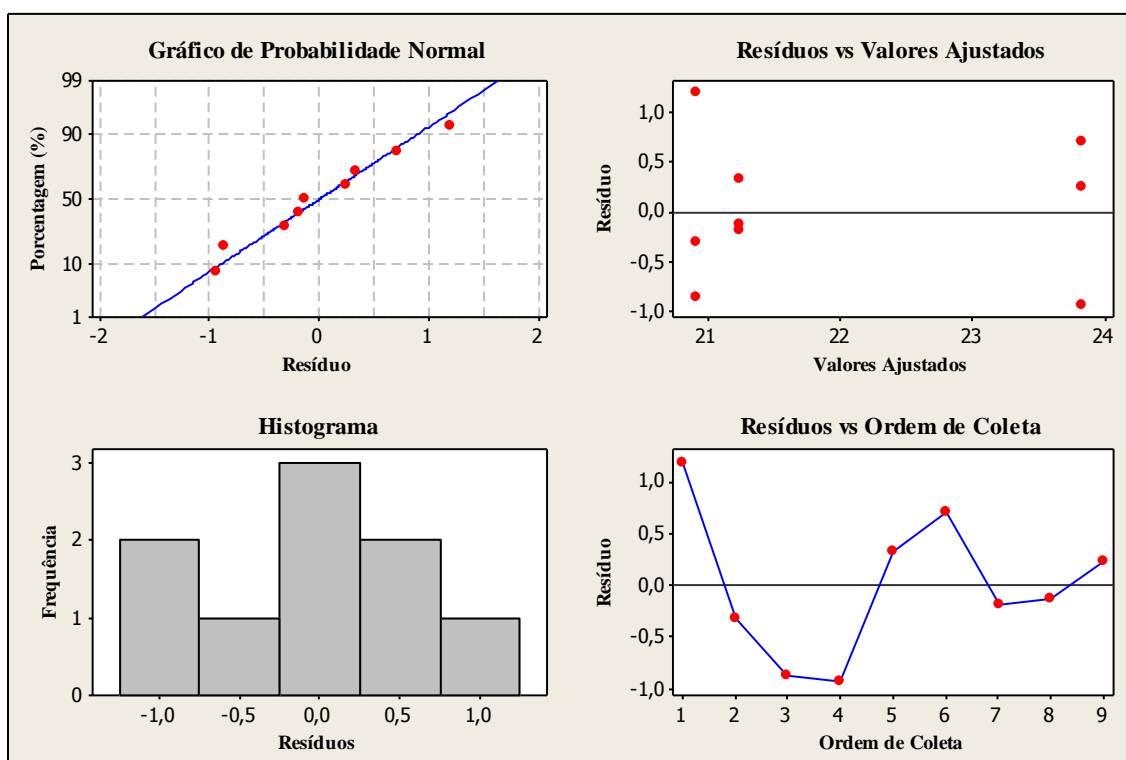 Gráfico de Probabilidade Normal
99
90
50
10
1
Porcentagem (%)
-2 -1 0 1 2
Resíduo
Resíduos vs Valores Ajustados
1,0
0,5
0,0
-0,5
-1,0
Resíduo
21 22 23 24
Valores Ajustados
Histograma
3
2
1
0
Frequência
-1,0 -0,5 0,0 0,5 1,0
Resíduos
Resíduos vs Ordem de Coleta
1,0
0,5
0,0
-0,5
-1,0
Resíduo
1 2 3 4 5 6 7 8 9
Ordem de Coleta